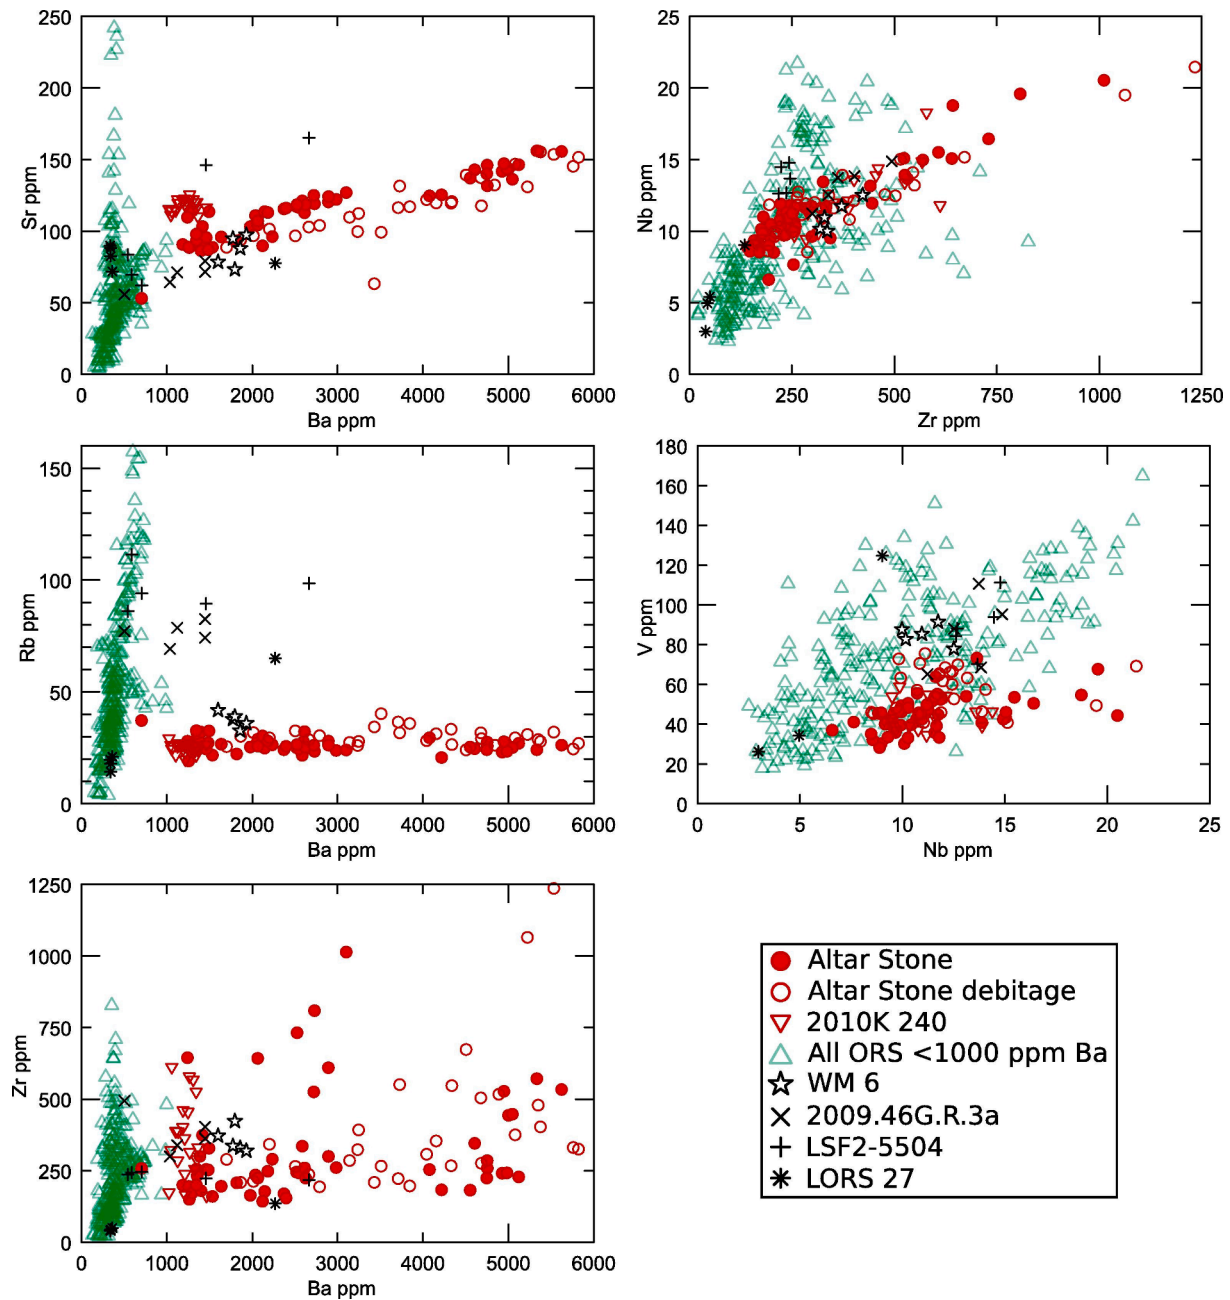 250
200
150
100
50
0
Sr ppm
0 1000 2000 3000 4000 5000 6000
Ba ppm
25
20
15
10
5
0
Nb ppm
250 500 750 1000 1250
Zr ppm
150
100
50
0
Rb ppm
0 1000 2000 3000 4000 5000 6000
Ba ppm
180
160
140
120
100
80
60
40
20
0
V ppm
0 5 10 15 20 25
Nb ppm
1250
1000
750
500
250
0
Zr ppm
0 1000 2000 3000 4000 5000 6000
Ba ppm
Altar Stone
Altar Stone debitage
2010K 240
All ORS <1000 ppm Ba
WM 6
2009.46G.R.3a
LSF2-5504
LORS 27